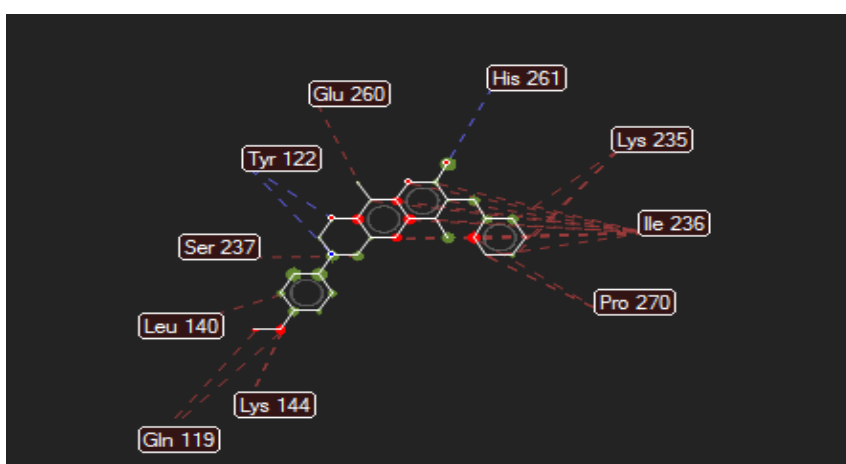 His 261
Glu 260
Lys 235
Tyr 122
Ile 236
Ser 237
Pro 270
Leu 140
Lys 144
Gln 119